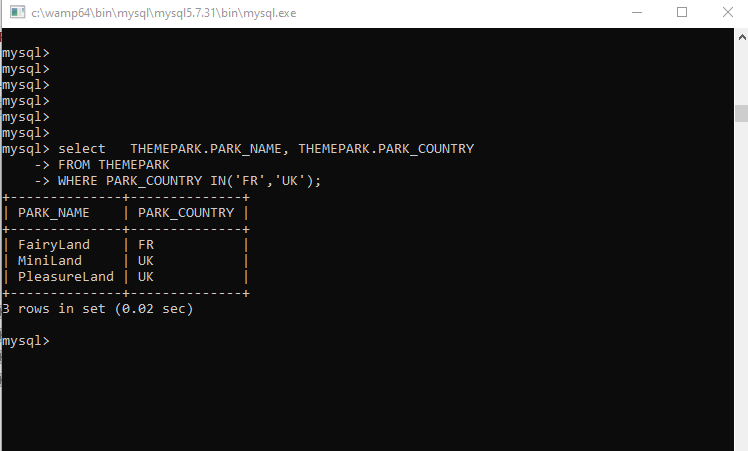 c:\wamp64\bin\mysql\mysql5.7.31\bin\mysql.exe
mysql>
mysql>
mysql>
mysql>
mysql>
mysql>
mysql> select   THEMEPARK.PARK_NAME, THEMEPARK.PARK_COUNTRY
    -> FROM THEMEPARK
    -> WHERE PARK_COUNTRY IN('FR','UK');
+--------------+--------------+
| PARK_NAME    | PARK_COUNTRY |
+--------------+--------------+
| FairyLand    | FR           |
| MiniLand     | UK           |
| PleasureLand | UK           |
+--------------+--------------+
3 rows in set (0.02 sec)
mysql>